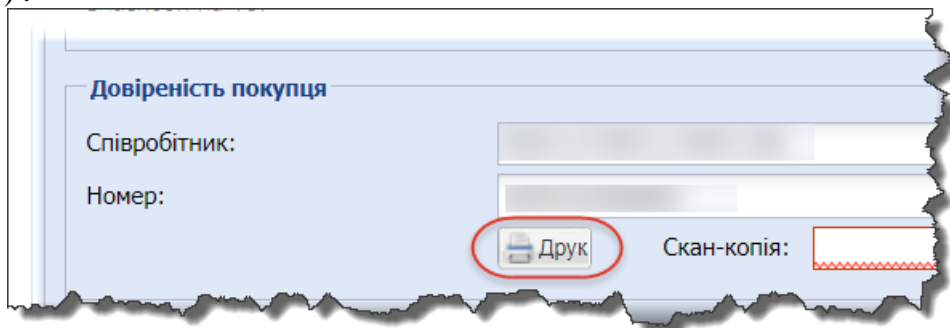 Довіреність покупця
Співробітник:
Номер:
Друк Скан-копія: